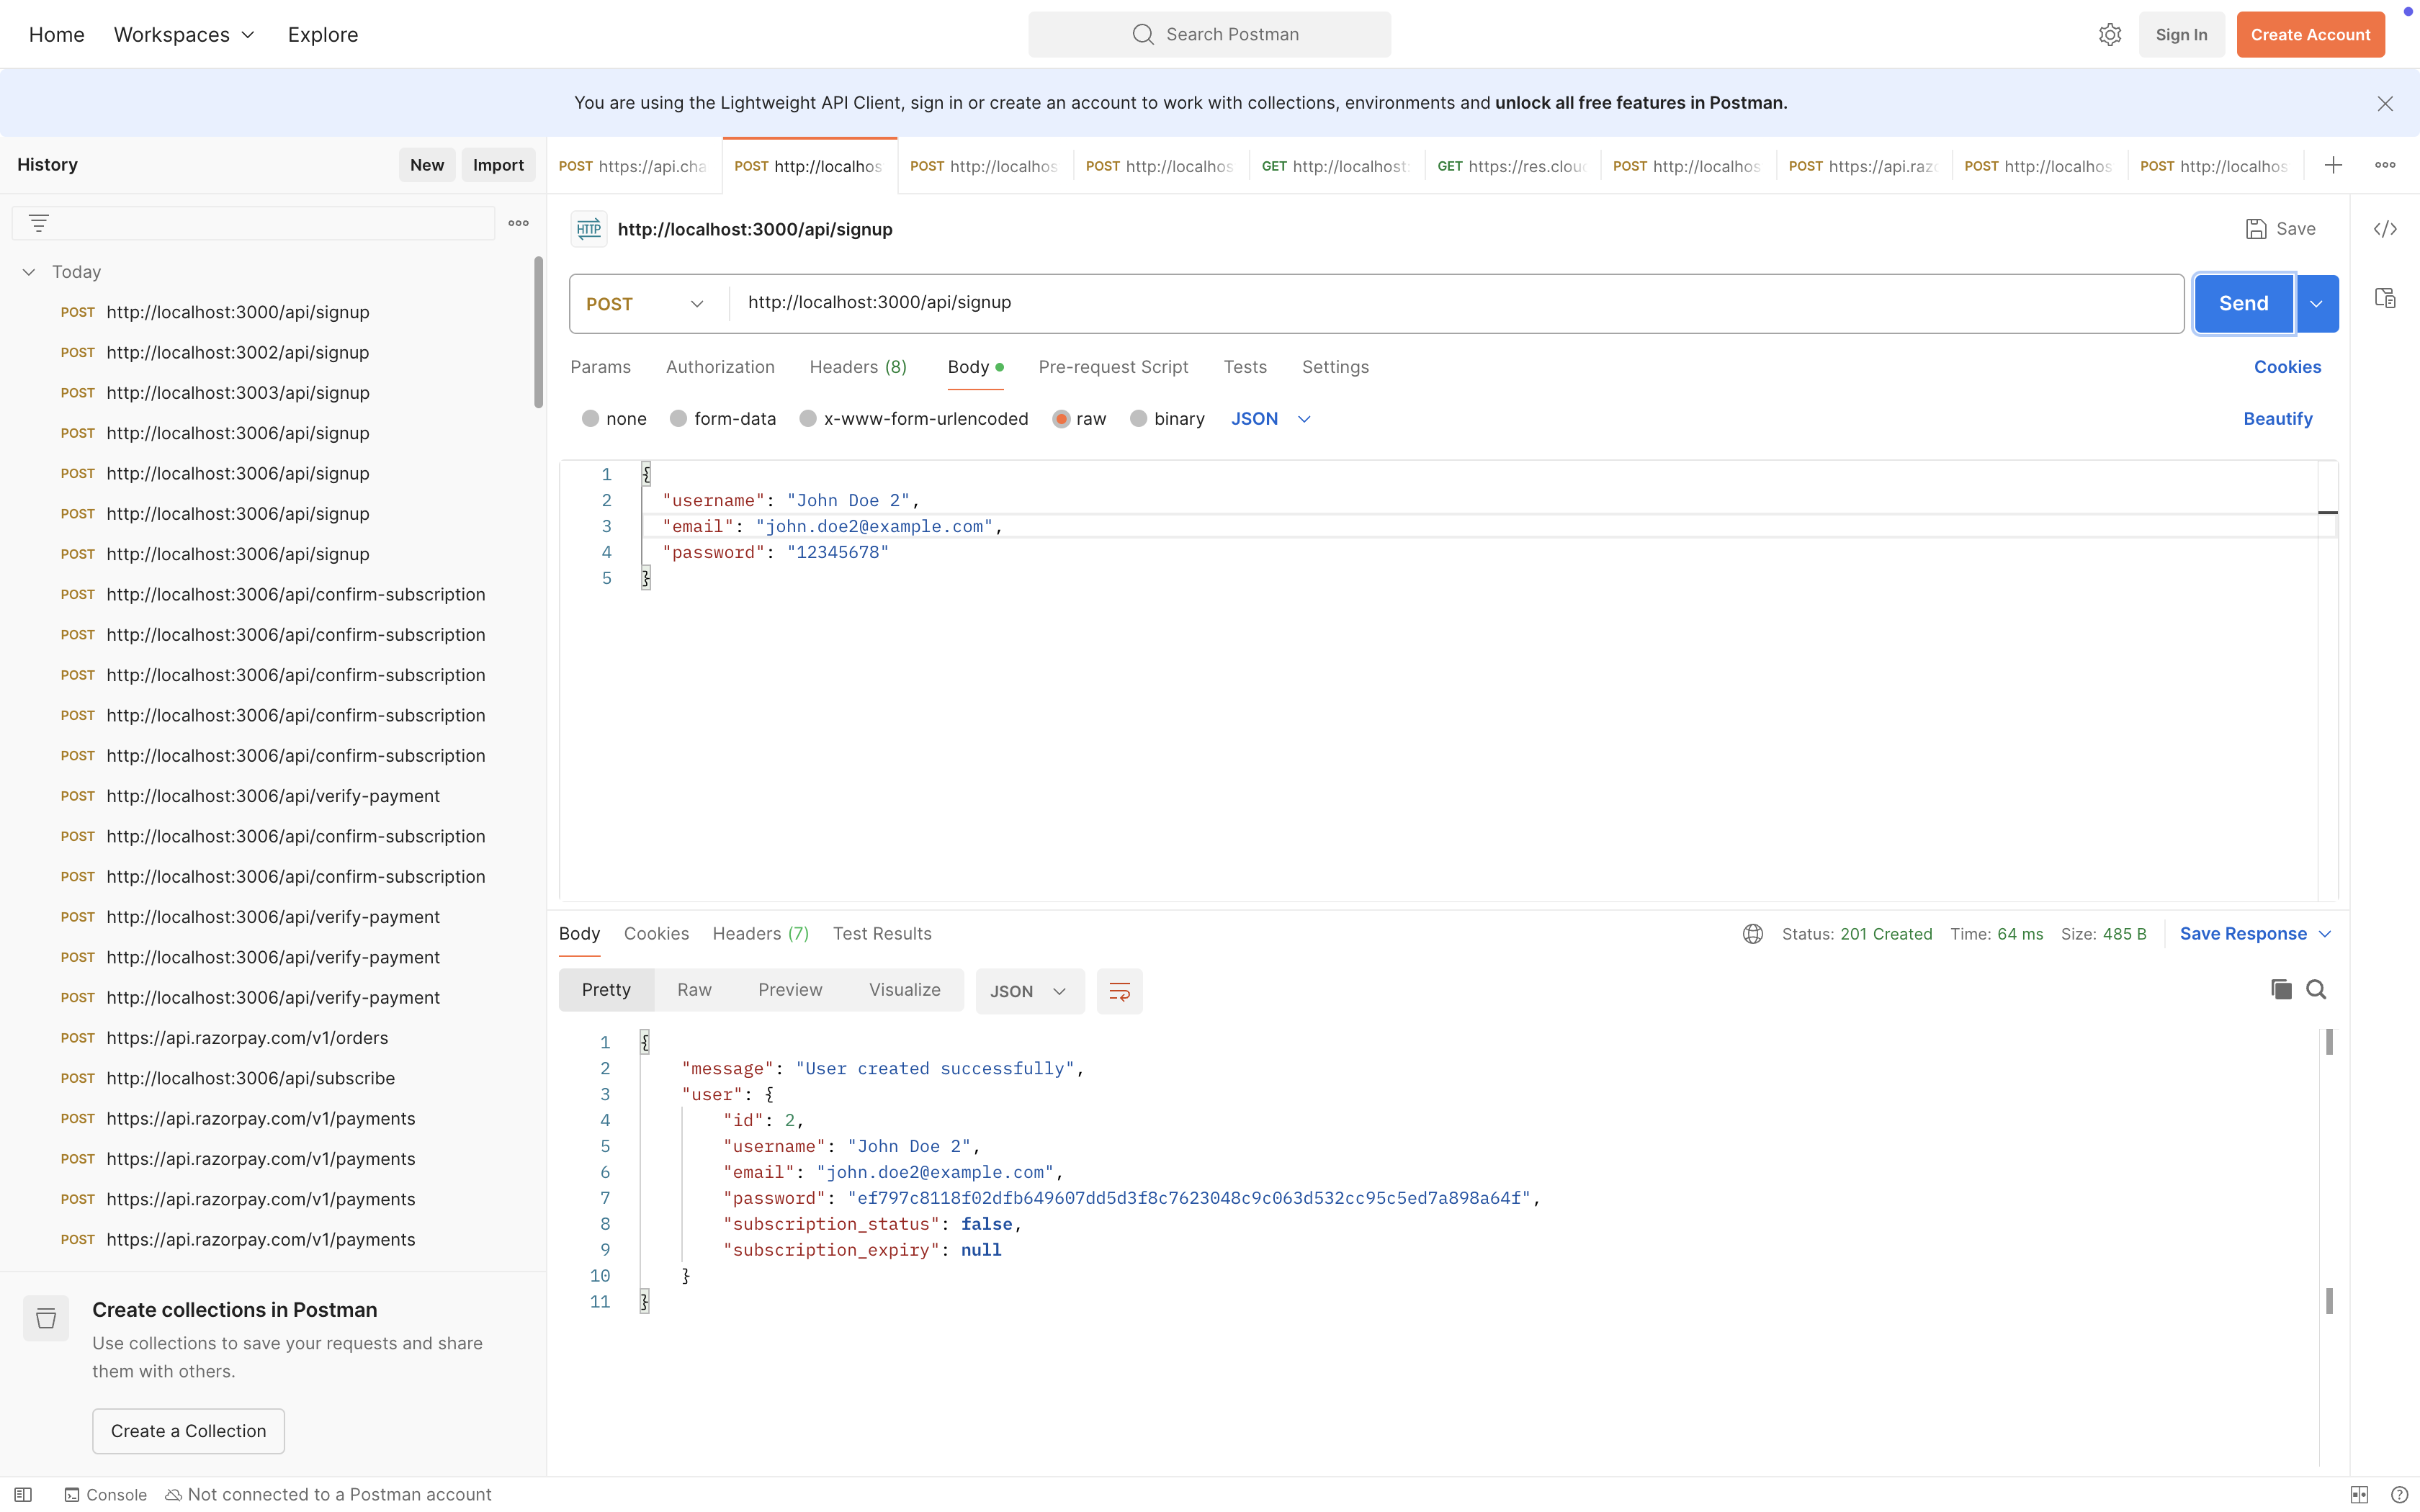 Home Workspaces Explore Search Postman Sign In Create Account
You are using the Lightweight API Client, sign in or create an account to work with collections, environments and unlock all free features in Postman.
History New Import
POST https://api.cha POST http://localhos POST http://localhos POST http://localhos GET http://localhost: GET https://res.clou POST http://localhos POST https://api.raz POST http://localhos POST http://localhos
Today
POST http://localhost:3000/api/signup
POST http://localhost:3002/api/signup
POST http://localhost:3003/api/signup
POST http://localhost:3006/api/signup
POST http://localhost:3006/api/signup
POST http://localhost:3006/api/signup
POST http://localhost:3006/api/signup
POST http://localhost:3006/api/confirm-subscription
POST http://localhost:3006/api/confirm-subscription
POST http://localhost:3006/api/confirm-subscription
POST http://localhost:3006/api/confirm-subscription
POST http://localhost:3006/api/confirm-subscription
POST http://localhost:3006/api/verify-payment
POST http://localhost:3006/api/confirm-subscription
POST http://localhost:3006/api/confirm-subscription
POST http://localhost:3006/api/verify-payment
POST http://localhost:3006/api/verify-payment
POST http://localhost:3006/api/verify-payment
POST https://api.razorpay.com/v1/orders
POST http://localhost:3006/api/subscribe
POST https://api.razorpay.com/v1/payments
POST https://api.razorpay.com/v1/payments
POST https://api.razorpay.com/v1/payments
POST https://api.razorpay.com/v1/payments
Create collections in Postman
Use collections to save your requests and share
them with others.
Create a Collection
HTTP http://localhost:3000/api/signup Save
POST http://localhost:3000/api/signup Send
Params Authorization Headers (8) Body Pre-request Script Tests Settings Cookies
none form-data x-www-form-urlencoded raw binary JSON Beautify
1 {
2 "username": "John Doe 2",
3 "email": "john.doe2@example.com",
4 "password": "12345678"
5 }
Body Cookies Headers (7) Test Results Status: 201 Created Time: 64 ms Size: 485 B Save Response
Pretty Raw Preview Visualize JSON
1 {
2 "message": "User created successfully",
3 "user": {
4 "id": 2,
5 "username": "John Doe 2",
6 "email": "john.doe2@example.com",
7 "password": "ef797c8118f02dfb649607dd5d3f8c7623048c9c063d532cc95c5ed7a898a64f",
8 "subscription_status": false,
9 "subscription_expiry": null
10 }
11 }
Console Not connected to a Postman account